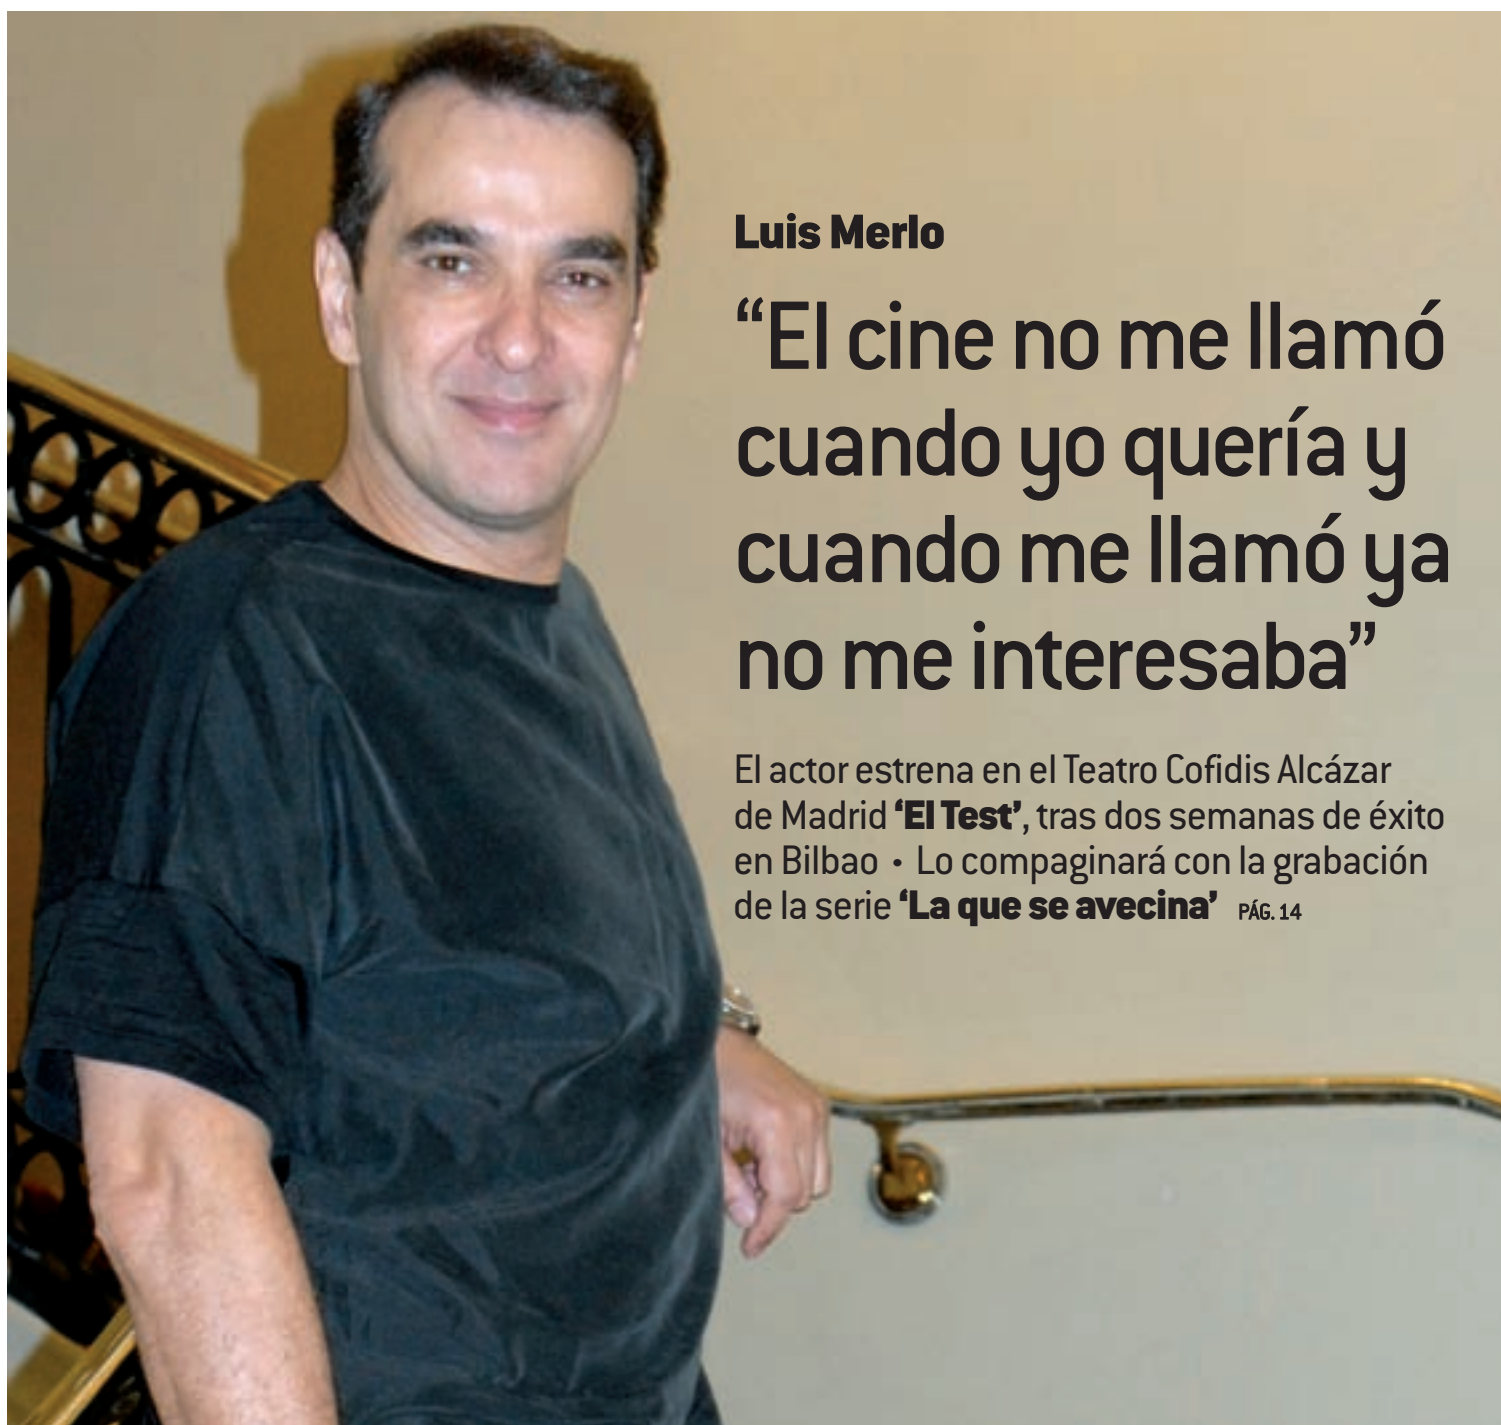 Luis Merlo
“El cine no me llamó
cuando yo quería y
cuando me llamó ya
no me interesaba”
El actor estrena en el Teatro Cofidis Alcázar
de Madrid ‘El Test’, tras dos semanas de éxito
en Bilbao • Lo compaginará con la grabación
de la serie ‘La que se avecina’ PÁG. 14